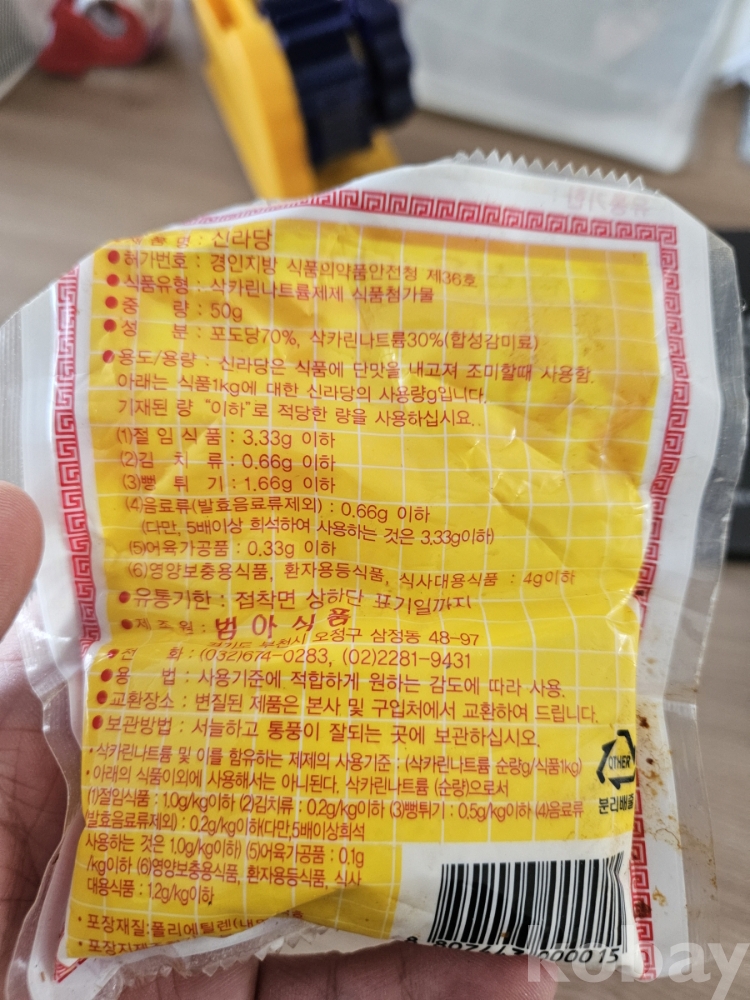 품 명 : 신라당
●허가번호 : 경인지방 식품의약품안전청 제36호
●식품유형 : 삭카린나트륨제제 식품첨가물
●중 량 : 50g
●성 분 : 포도당70%, 삭카린나트륨30%(합성감미료)
●용도/용량 : 신라당은 식품에 단맛을 내고져 조미할때 사용함.
아래는 식품1kg에 대한 신라당의 사용량g입니다.
기재된 량 "이하"로 적당한 량을 사용하십시요..
(1)절 임 식 품 : 3.33g 이하
(2)김 치 류 : 0.66g 이하
(3)뻥 튀 기 : 1.66g 이하
(4)음료류(발효음료류제외) : 0.66g 이하
(다만, 5배이상 희석하여 사용하는 것은 3.33g이하)
(5)어육가공품 : 0.33g 이하
(6)영양보충용식품, 환자용등식품, 식사대용식품 : 4g이하
●유통기한 : 접착면 상하단 표기일까지
●제 조 원 : 범 아 식 품
경기도 부천시 오정구 삼정동 48-97
●전 화 : (032)674-0283, (02)2281-9431
●용 법 : 사용기준에 적합하게 원하는 감도에 따라 사용.
●교환장소 : 변질된 제품은 본사 및 구입처에서 교환하여 드립니다.
●보관방법 : 서늘하고 통풍이 잘되는 곳에 보관하십시오.
·삭카린나트륨 및 이를 함유하는 제제의 사용기준 : (삭카린나트륨 순량g/식품1kg)
·아래의 식품이외에 사용해서는 아니된다. 삭카린나트륨 (순량)으로서
(1)절임식품 : 1.0g/kg이하 (2)김치류 : 0.2g/kg이하 (3)뻥튀기 : 0.5g/kg이하 (4)음료류
(발효음료류제외) : 0.2g/kg이하(다만,5배이상희석
사용하는 것은 1.0g/kg이하) (5)어육가공품 : 0.1g
/kg이하 (6)영양보충용식품, 환자용등식품, 식사
대용식품 : 1.2g/kg이하
·포장재질:폴리에틸렌(내
·포장지제조
OTHER
분리배출
000015
유통기한
kobay